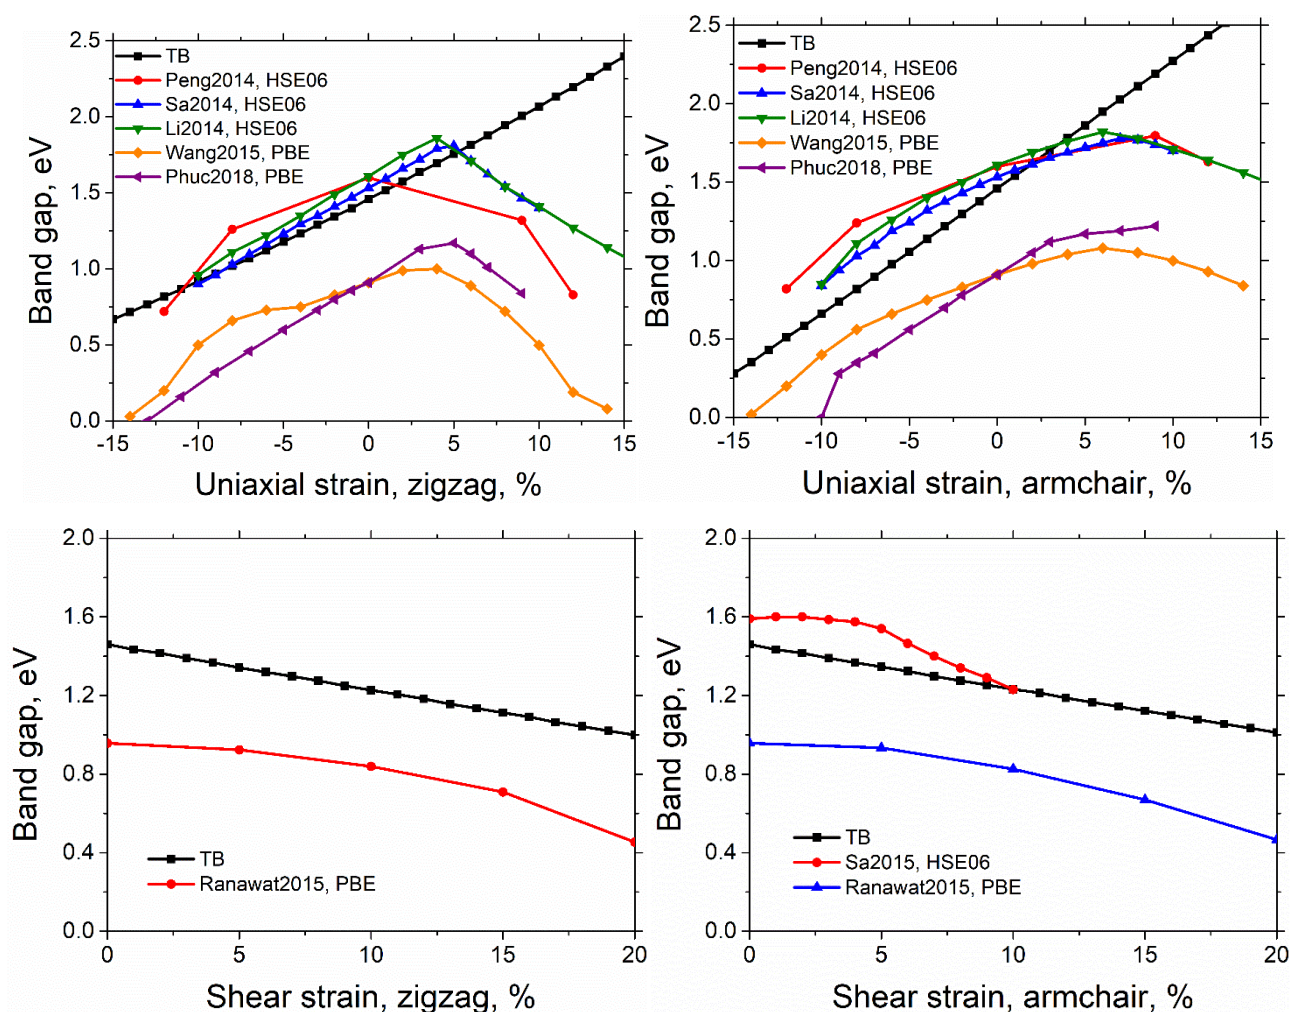 2.5
2.0
1.5
1.0
0.5
0.0
Band gap, eV
TB
Peng2014, HSE06
Sa2014, HSE06
Li2014, HSE06
Wang2015, PBE
Phuc2018, PBE
-15 -10 -5 0 5 10 15
Uniaxial strain, zigzag, %
2.5
2.0
1.5
1.0
0.5
0.0
Band gap, eV
TB
Peng2014, HSE06
Sa2014, HSE06
Li2014, HSE06
Wang2015, PBE
Phuc2018, PBE
-15 -10 -5 0 5 10 15
Uniaxial strain, armchair, %
2.0
1.6
1.2
0.8
0.4
0.0
Band gap, eV
TB
Ranawat2015, PBE
0 5 10 15 20
Shear strain, zigzag, %
2.0
1.6
1.2
0.8
0.4
0.0
Band gap, eV
TB
Sa2015, HSE06
Ranawat2015, PBE
0 5 10 15 20
Shear strain, armchair, %